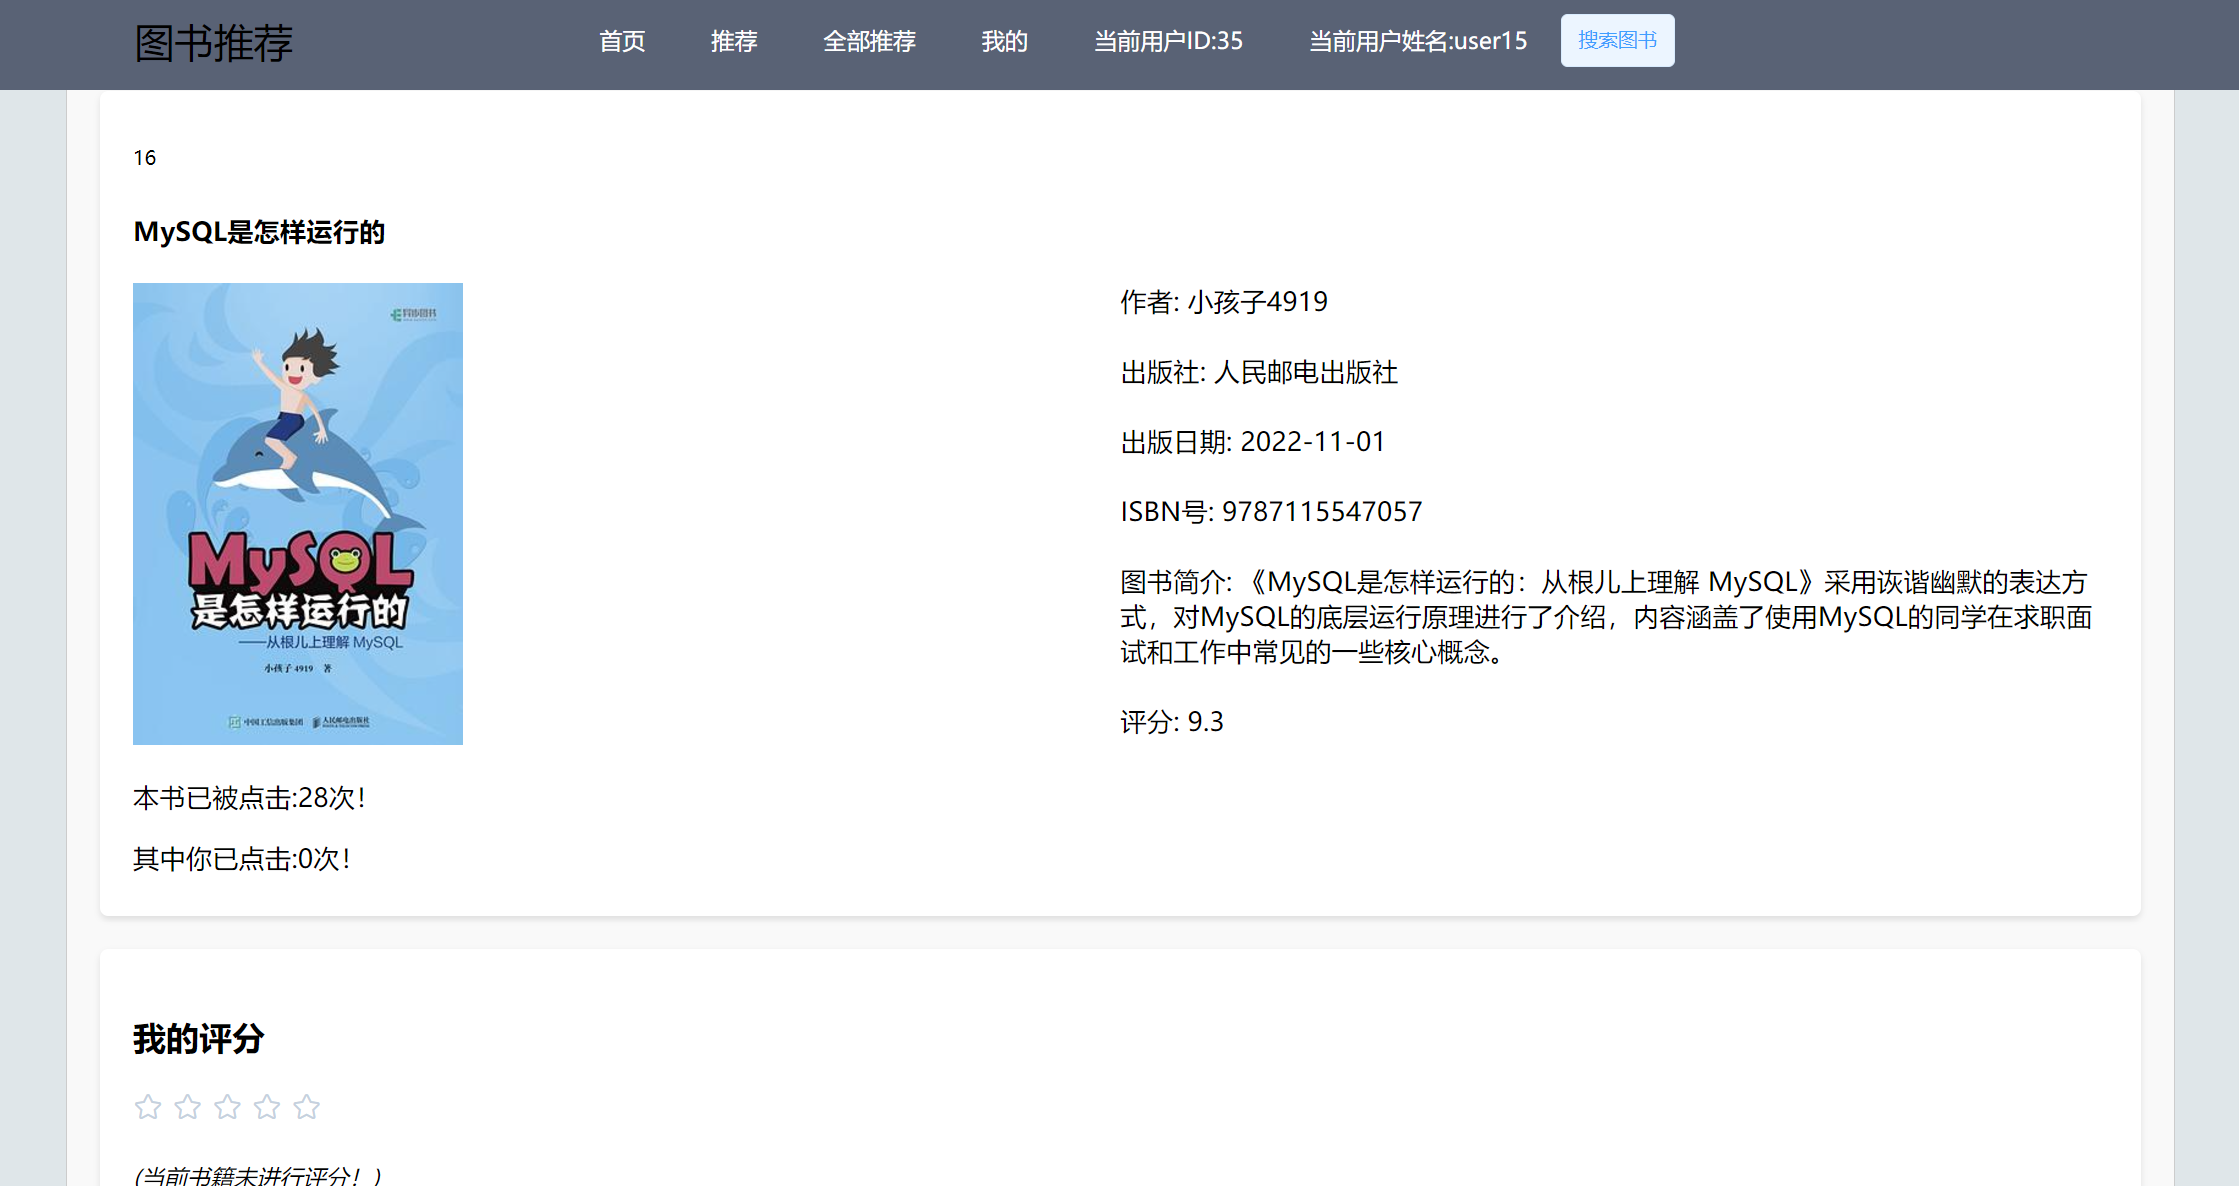 图书推荐 首页 推荐 全部推荐 我的 当前用户ID:35 当前用户姓名:user15 搜索图书
16
MySQL是怎样运行的
异步图书
MySQL
是怎样运行的
——从根儿上理解 MySQL
小孩子 4919 著
中国工信出版集团 人民邮电出版社
作者: 小孩子4919
出版社: 人民邮电出版社
出版日期: 2022-11-01
ISBN号: 9787115547057
图书简介: 《MySQL是怎样运行的：从根儿上理解 MySQL》采用诙谐幽默的表达方
式，对MySQL的底层运行原理进行了介绍，内容涵盖了使用MySQL的同学在求职面
试和工作中常见的一些核心概念。
评分: 9.3
本书已被点击:28次！
其中你已点击:0次！
我的评分
(当前书籍未进行评分！)